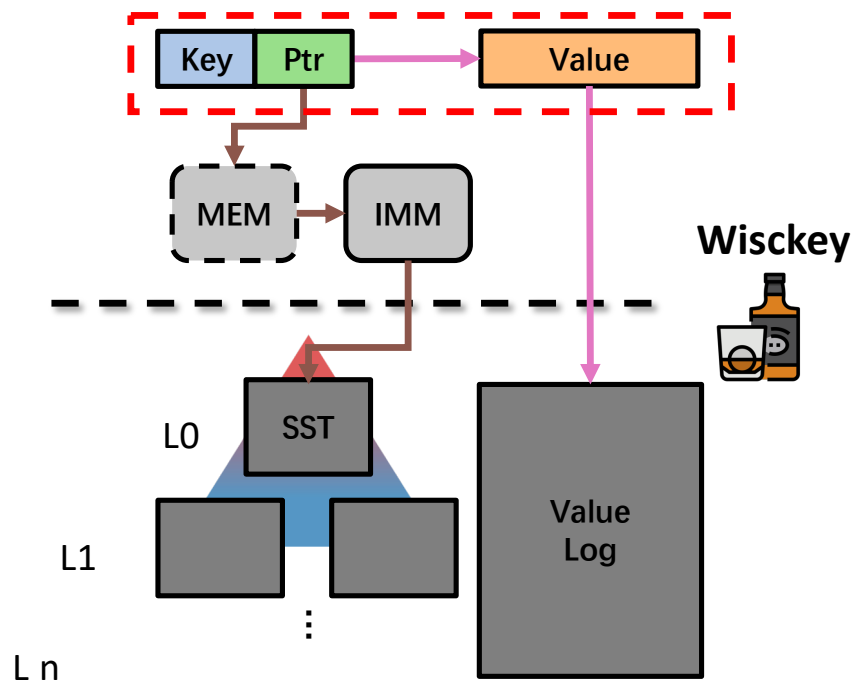 Key
Ptr
Value
MEM
IMM
Wisckey
L0
SST
L1
Value
Log
...
L n